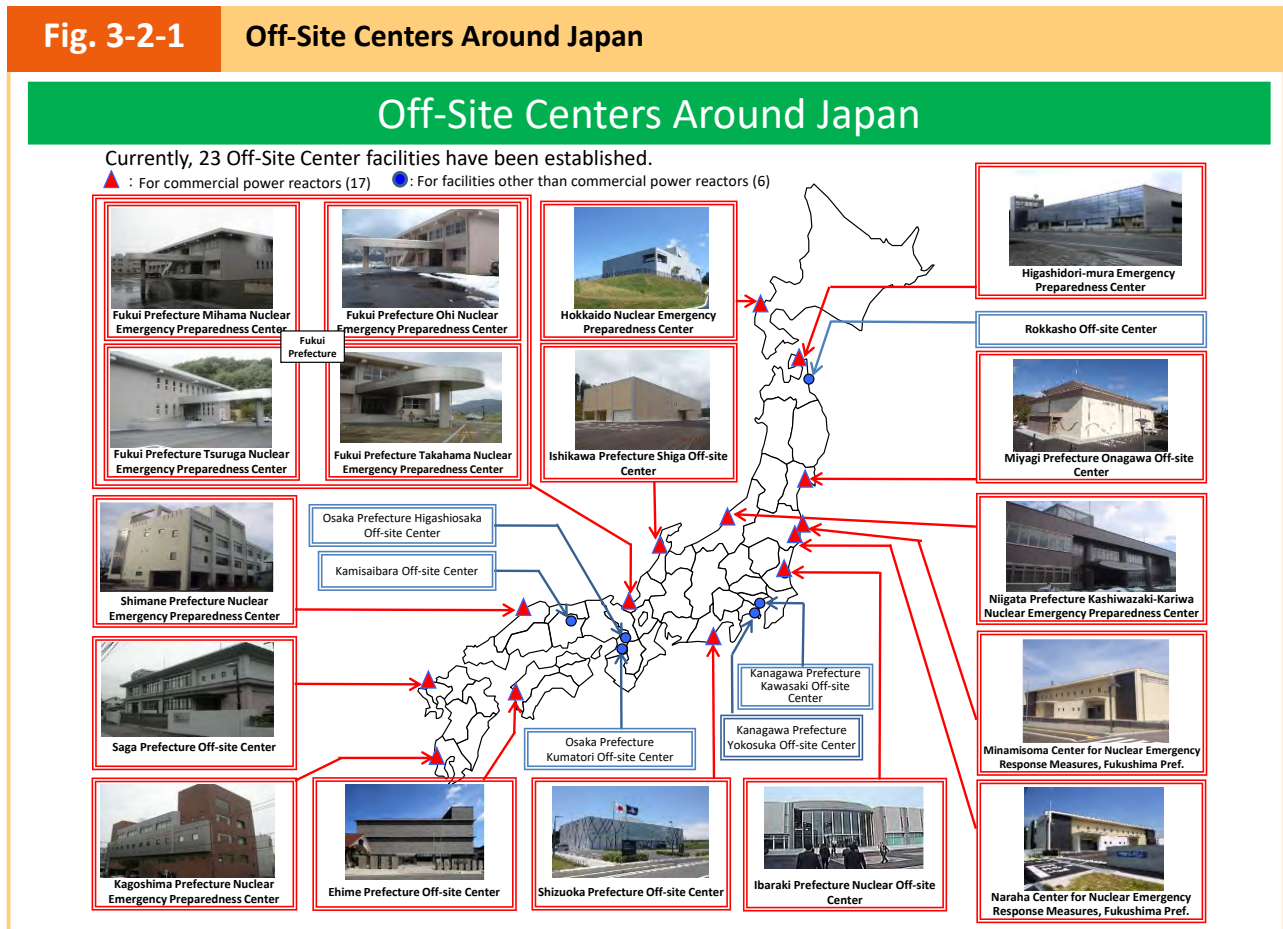 Fig. 3-2-1
Off-Site Centers Around Japan
Off-Site Centers Around Japan
Currently, 23 Off-Site Center facilities have been established.
: For commercial power reactors (17)
: For facilities other than commercial power reactors (6)
Fukui Prefecture Mihama Nuclear
Emergency Preparedness Center
Fukui Prefecture Ohi Nuclear
Emergency Preparedness Center
Fukui
Prefecture
Fukui Prefecture Tsuruga Nuclear
Emergency Preparedness Center
Fukui Prefecture Takahama Nuclear
Emergency Preparedness Center
Hokkaido Nuclear Emergency
Preparedness Center
Ishikawa Prefecture Shiga Off-site
Center
Higashidori-mura Emergency
Preparedness Center
Rokkasho Off-site Center
Miyagi Prefecture Onagawa Off-site
Center
Niigata Prefecture Kashiwazaki-Kariwa
Nuclear Emergency Preparedness Center
Minamisoma Center for Nuclear Emergency
Response Measures, Fukushima Pref.
Naraha Center for Nuclear Emergency
Response Measures, Fukushima Pref.
Osaka Prefecture Higashiosaka
Off-site Center
Kamisaibara Off-site Center
Shimane Prefecture Nuclear
Emergency Preparedness Center
Saga Prefecture Off-site Center
Kanagawa Prefecture
Kawasaki Off-site
Center
Kanagawa Prefecture
Yokosuka Off-site Center
Osaka Prefecture
Kumatori Off-site Center
Kagoshima Prefecture Nuclear
Emergency Preparedness Center
Ehime Prefecture Off-site Center
Shizuoka Prefecture Off-site Center
Ibaraki Prefecture Nuclear Off-site
Center